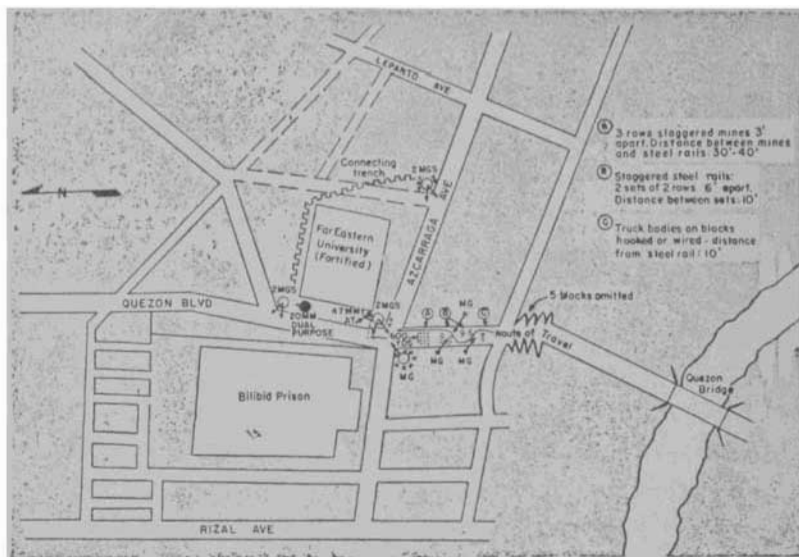 LEPANTO AVE
2 MGS
Connecting
trench
AZCARRAGA AVE
N
Far Eastern
University
(Fortified)
2MGS
QUEZON BLVD
20MM
DUAL
PURPOSE
47MM
AT
2MGS
MG
A
B
C
T
MG
MG
MG
Route of Travel
5 blocks omitted
Quezon
Bridge
Bilibid Prison
RIZAL AVE
A 3 rows staggered mines 3'
apart. Distance between mines
and steel rails: 30'-40'
B Staggered steel rails:
2 sets of 2 rows 6' apart.
Distance between sets: 10'
C Truck bodies on blocks
hooked or wired - distance
from steel rail: 10'